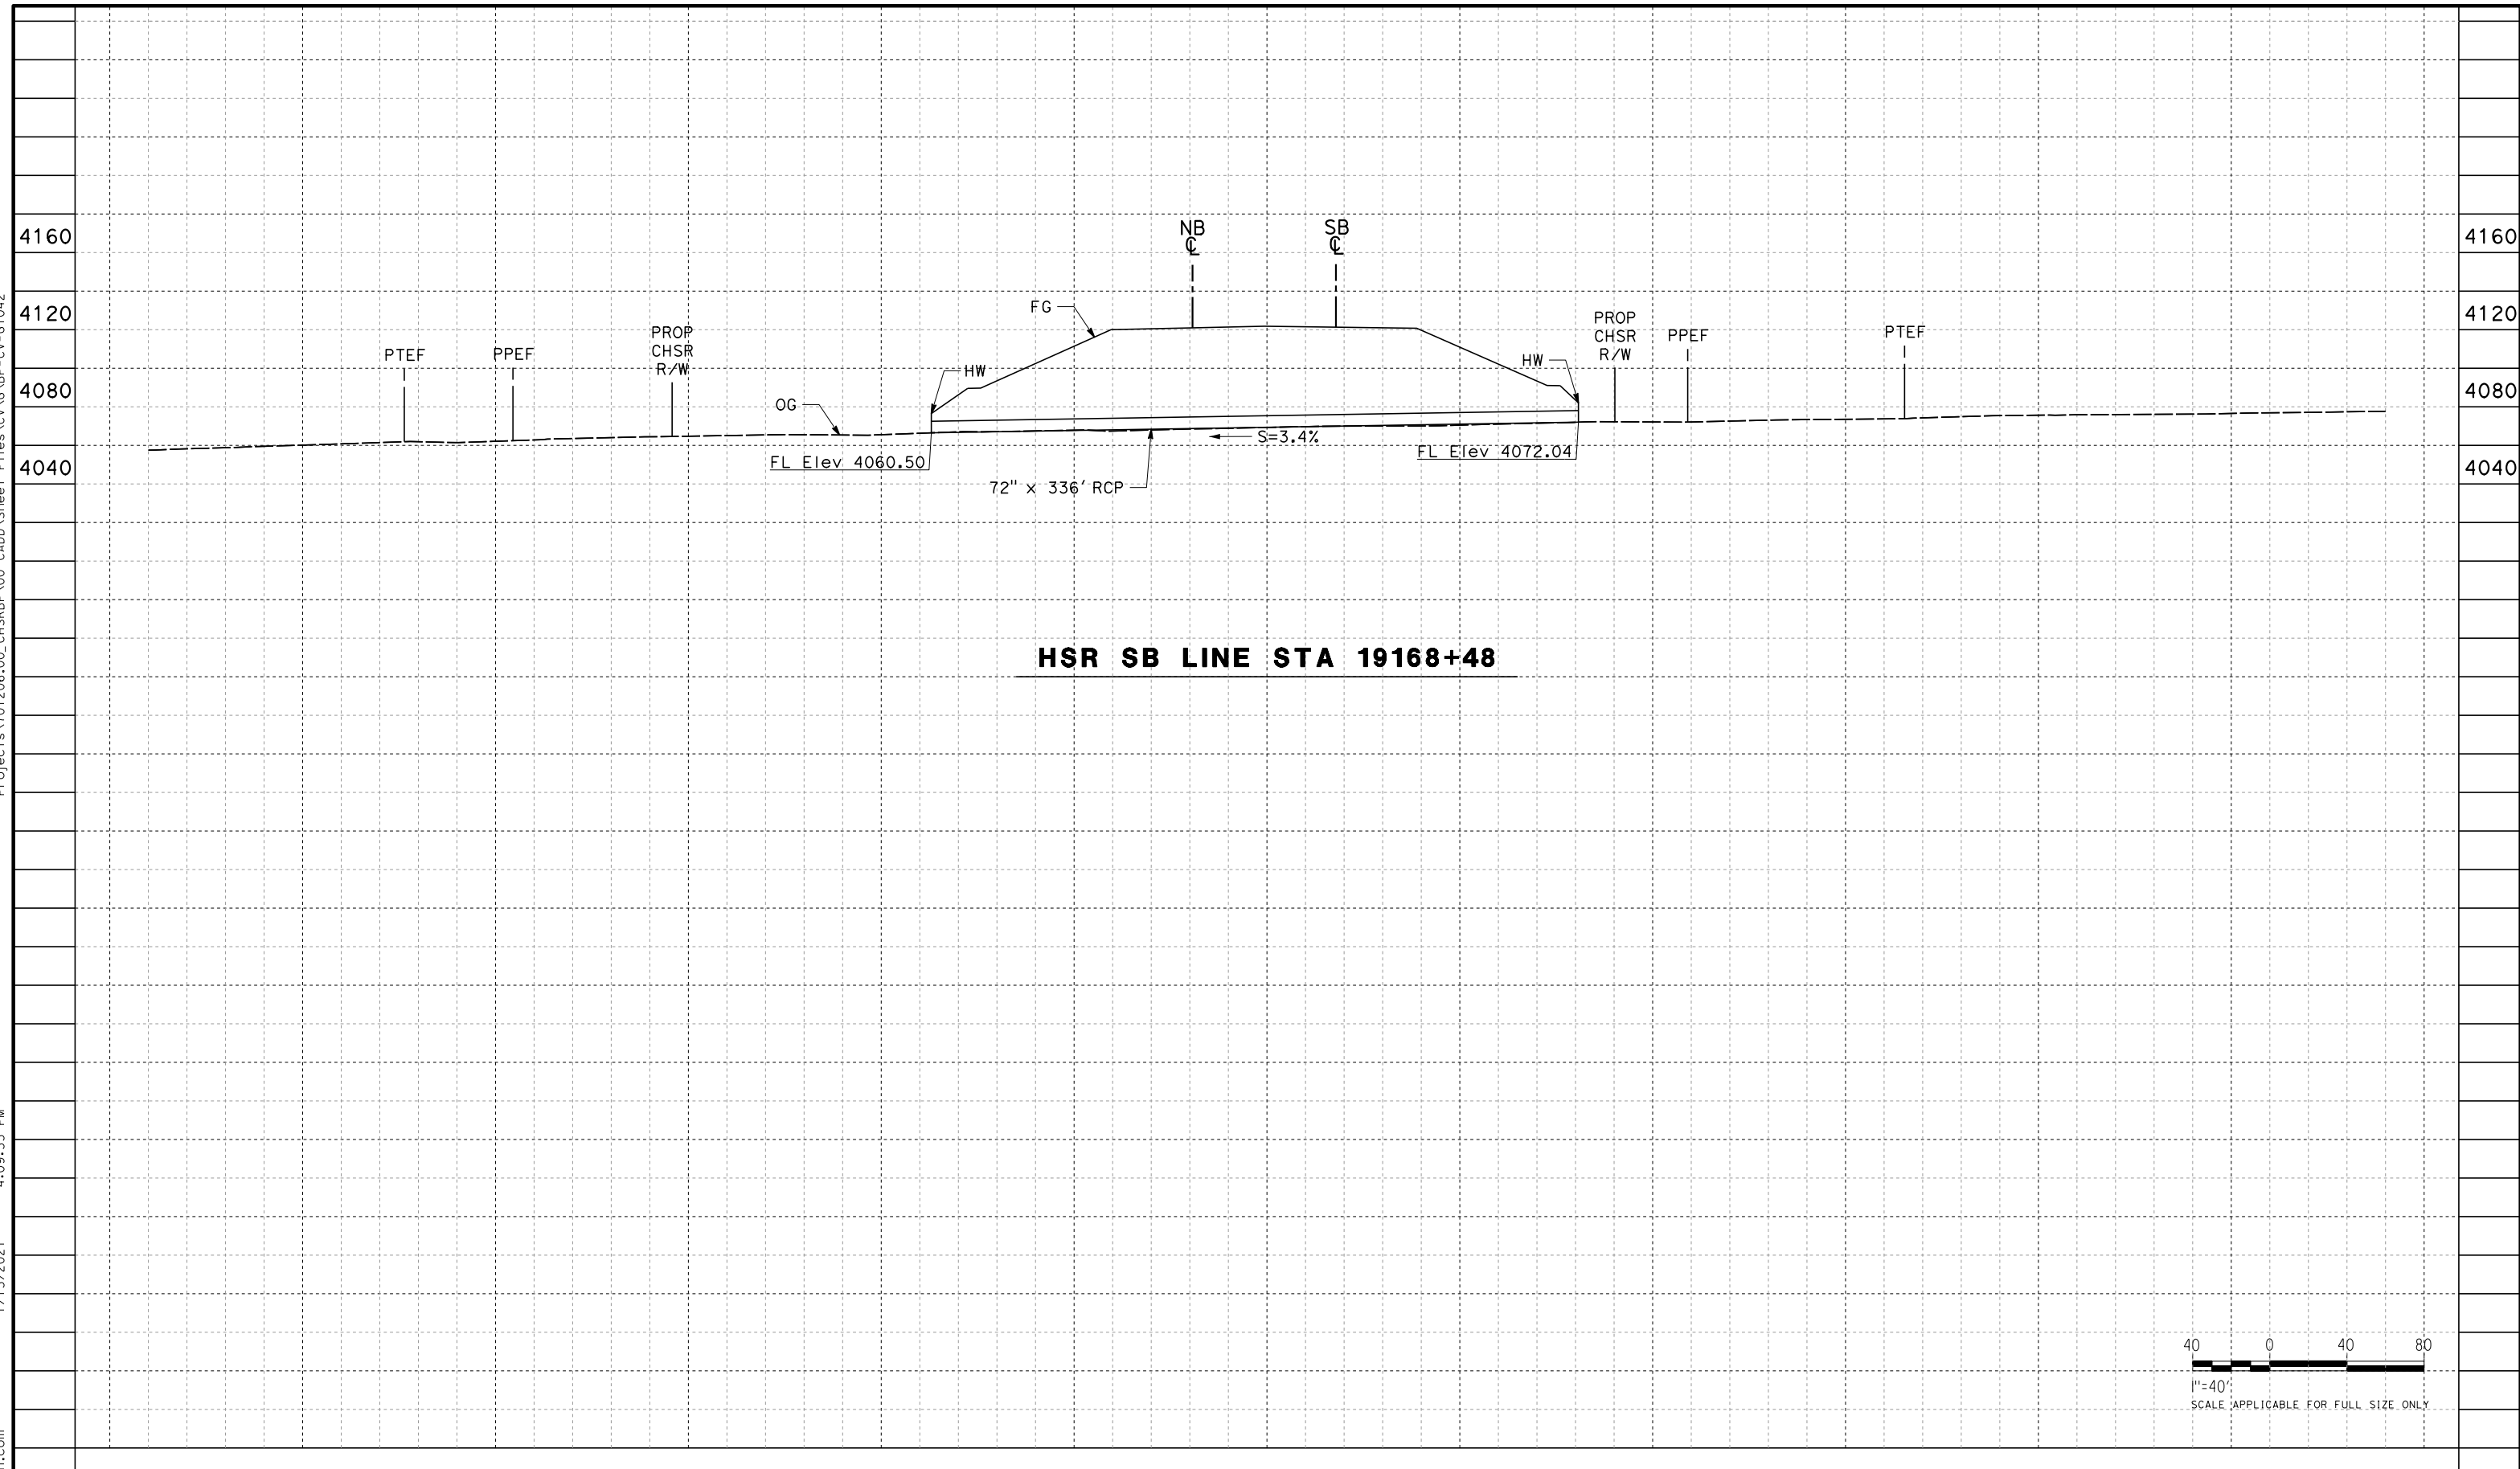 NB
SB
℄
℄
4160
4160
FG
4120
4120
PROP
CHSR
R/W
PROP
CHSR
R/W
PTEF
PPEF
PPEF
PTEF
HW
HW
4080
4080
OG
S=3.4%
FL Elev 4060.50
FL Elev 4072.04
4040
4040
72" x 336' RCP
HSR SB LINE STA 19168+48
40 0 40 80
1"=40'
SCALE APPLICABLE FOR FULL SIZE ONLY